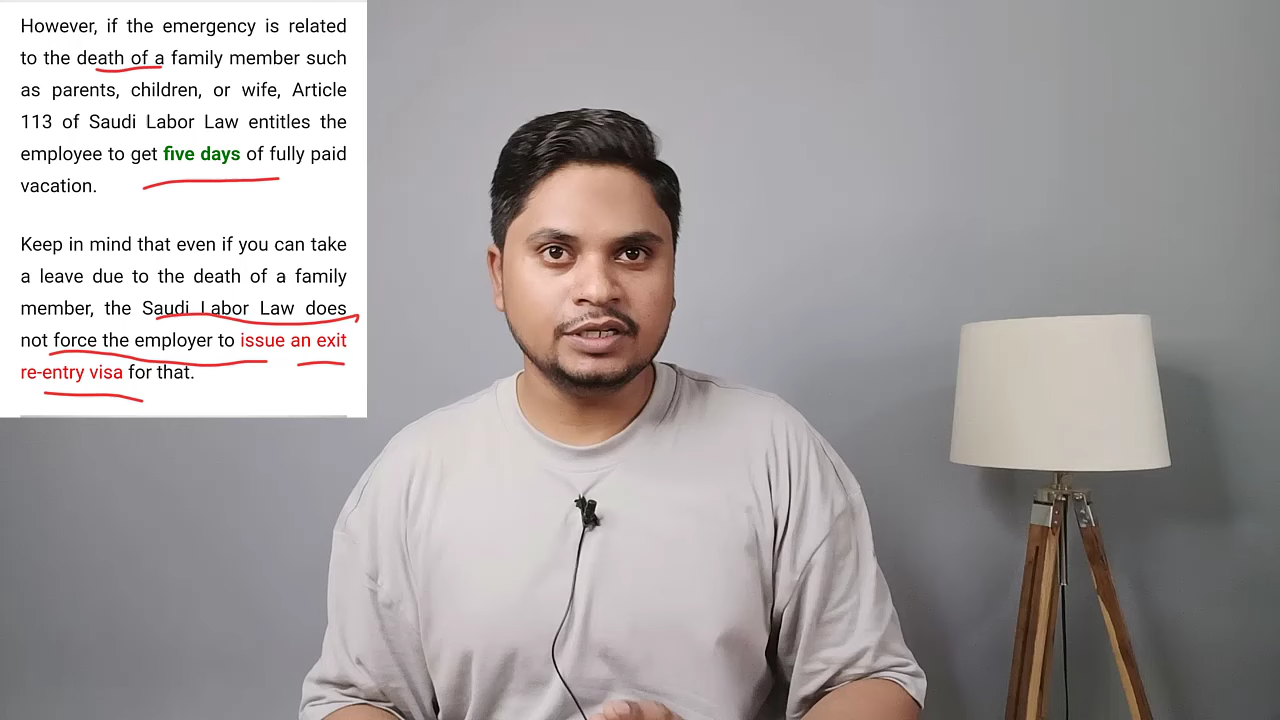 However, if the emergency is related
to the death of a family member such
as parents, children, or wife, Article
113 of Saudi Labor Law entitles the
employee to get five days of fully paid
vacation.
Keep in mind that even if you can take
a leave due to the death of a family
member, the Saudi Labor Law does
not force the employer to issue an exit
re-entry visa for that.